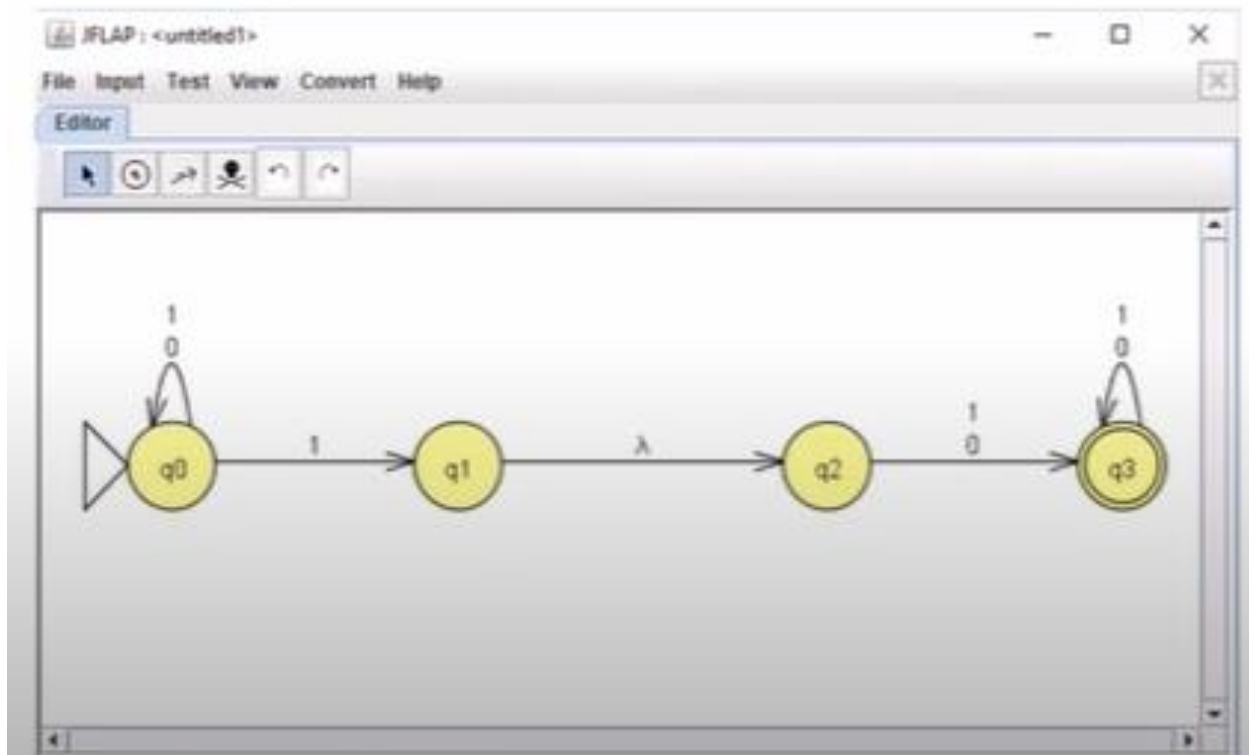 JFLAP : <untitled1>
File Input Test View Convert Help
Editor
1
0
1
0
1
λ
1
0
q0
q1
q2
q3